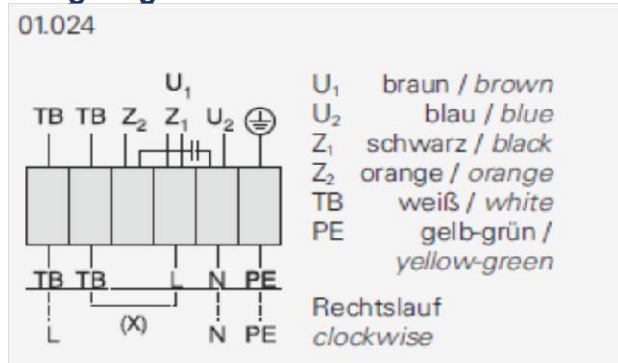 01.024
U₁
TB TB Z₂ Z₁ U₂
TB TB L N PE
(X)
L N PE
U₁ braun / brown
U₂ blau / blue
Z₁ schwarz / black
Z₂ orange / orange
TB weiß / white
PE gelb-grün /
yellow-green
Rechtslauf
clockwise